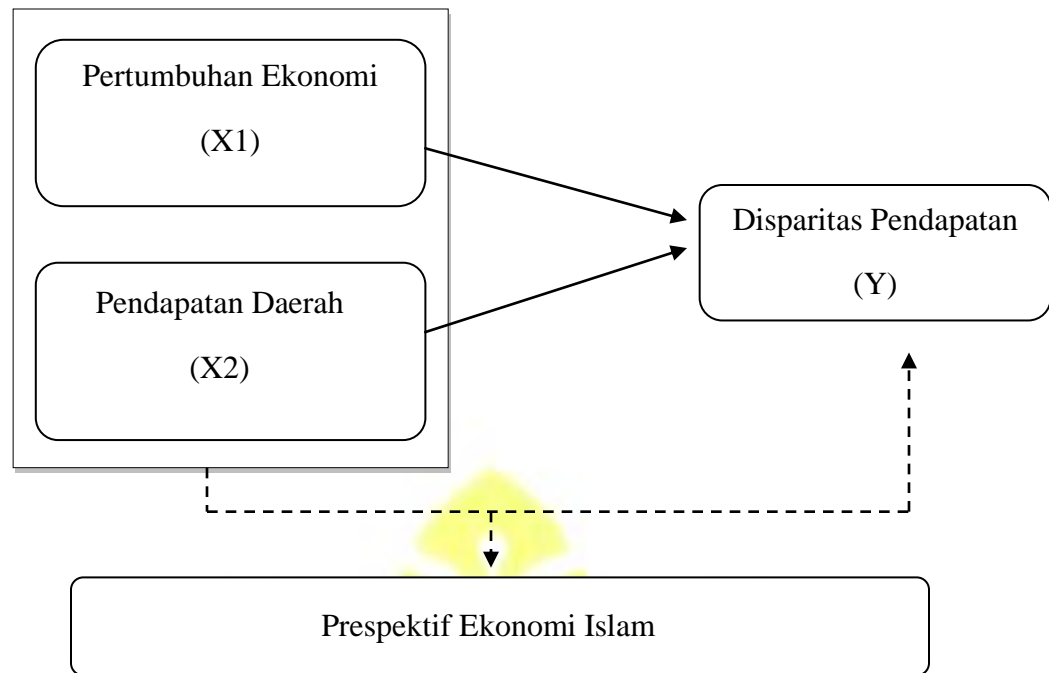 Pertumbuhan Ekonomi
(X1)
Pendapatan Daerah
(X2)
Disparitas Pendapatan
(Y)
Prespektif Ekonomi Islam